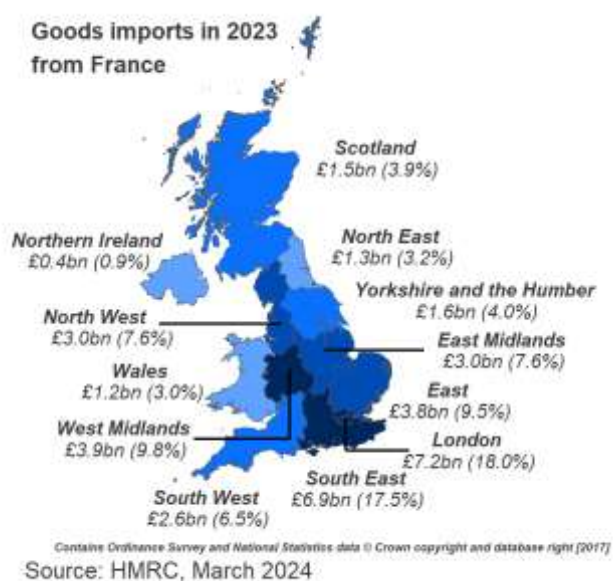 Goods imports in 2023
from France
Scotland
£1.5bn (3.9%)
Northern Ireland
£0.4bn (0.9%)
North East
£1.3bn (3.2%)
Yorkshire and the Humber
£1.6bn (4.0%)
North West
£3.0bn (7.6%)
East Midlands
£3.0bn (7.6%)
Wales
£1.2bn (3.0%)
East
£3.8bn (9.5%)
West Midlands
£3.9bn (9.8%)
London
£7.2bn (18.0%)
South East
£6.9bn (17.5%)
South West
£2.6bn (6.5%)
Contains Ordinance Survey and National Statistics data © Crown copyright and database right [2017]
Source: HMRC, March 2024